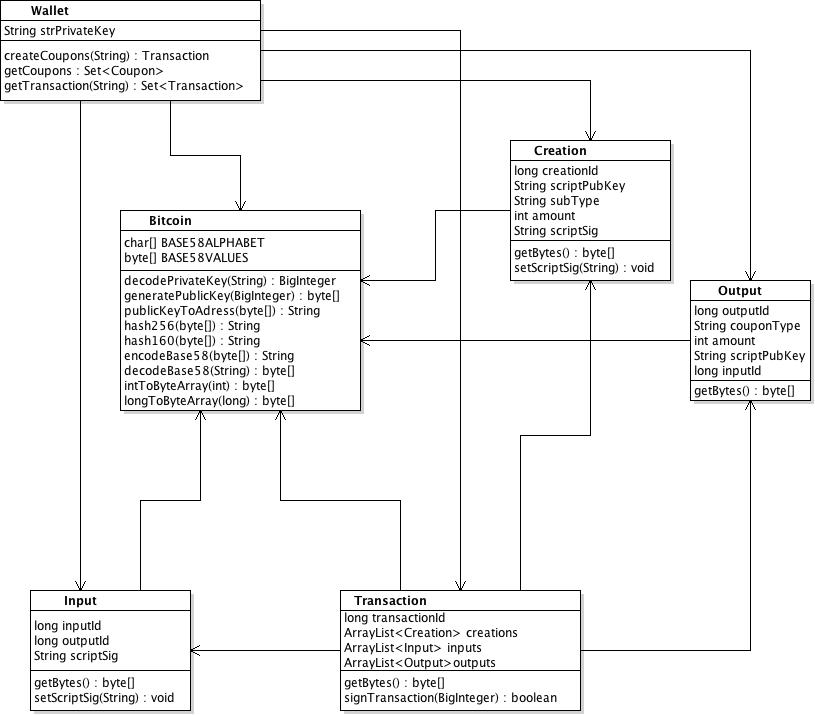 Wallet
String strPrivateKey
createCoupons(String) : Transaction
getCoupons : Set<Coupon>
getTransaction(String) : Set<Transaction>
Creation
long creationId
String scriptPubKey
String subType
int amount
String scriptSig
getBytes() : byte[]
setScriptSig(String) : void
Bitcoin
char[] BASE58ALPHABET
byte[] BASE58VALUES
decodePrivateKey(String) : BigInteger
generatePublicKey(BigInteger) : byte[]
publicKeyToAdress(byte[]) : String
hash256(byte[]) : String
hash160(byte[]) : String
encodeBase58(byte[]) : String
decodeBase58(String) : byte[]
intToByteArray(int) : byte[]
longToByteArray(long) : byte[]
Output
long outputId
String couponType
int amount
String scriptPubKey
long inputId
getBytes() : byte[]
Input
long inputId
long outputId
String scriptSig
getBytes() : byte[]
setScriptSig(String) : void
Transaction
long transactionId
ArrayList<Creation> creations
ArrayList<Input> inputs
ArrayList<Output>outputs
getBytes() : byte[]
signTransaction(BigInteger) : boolean